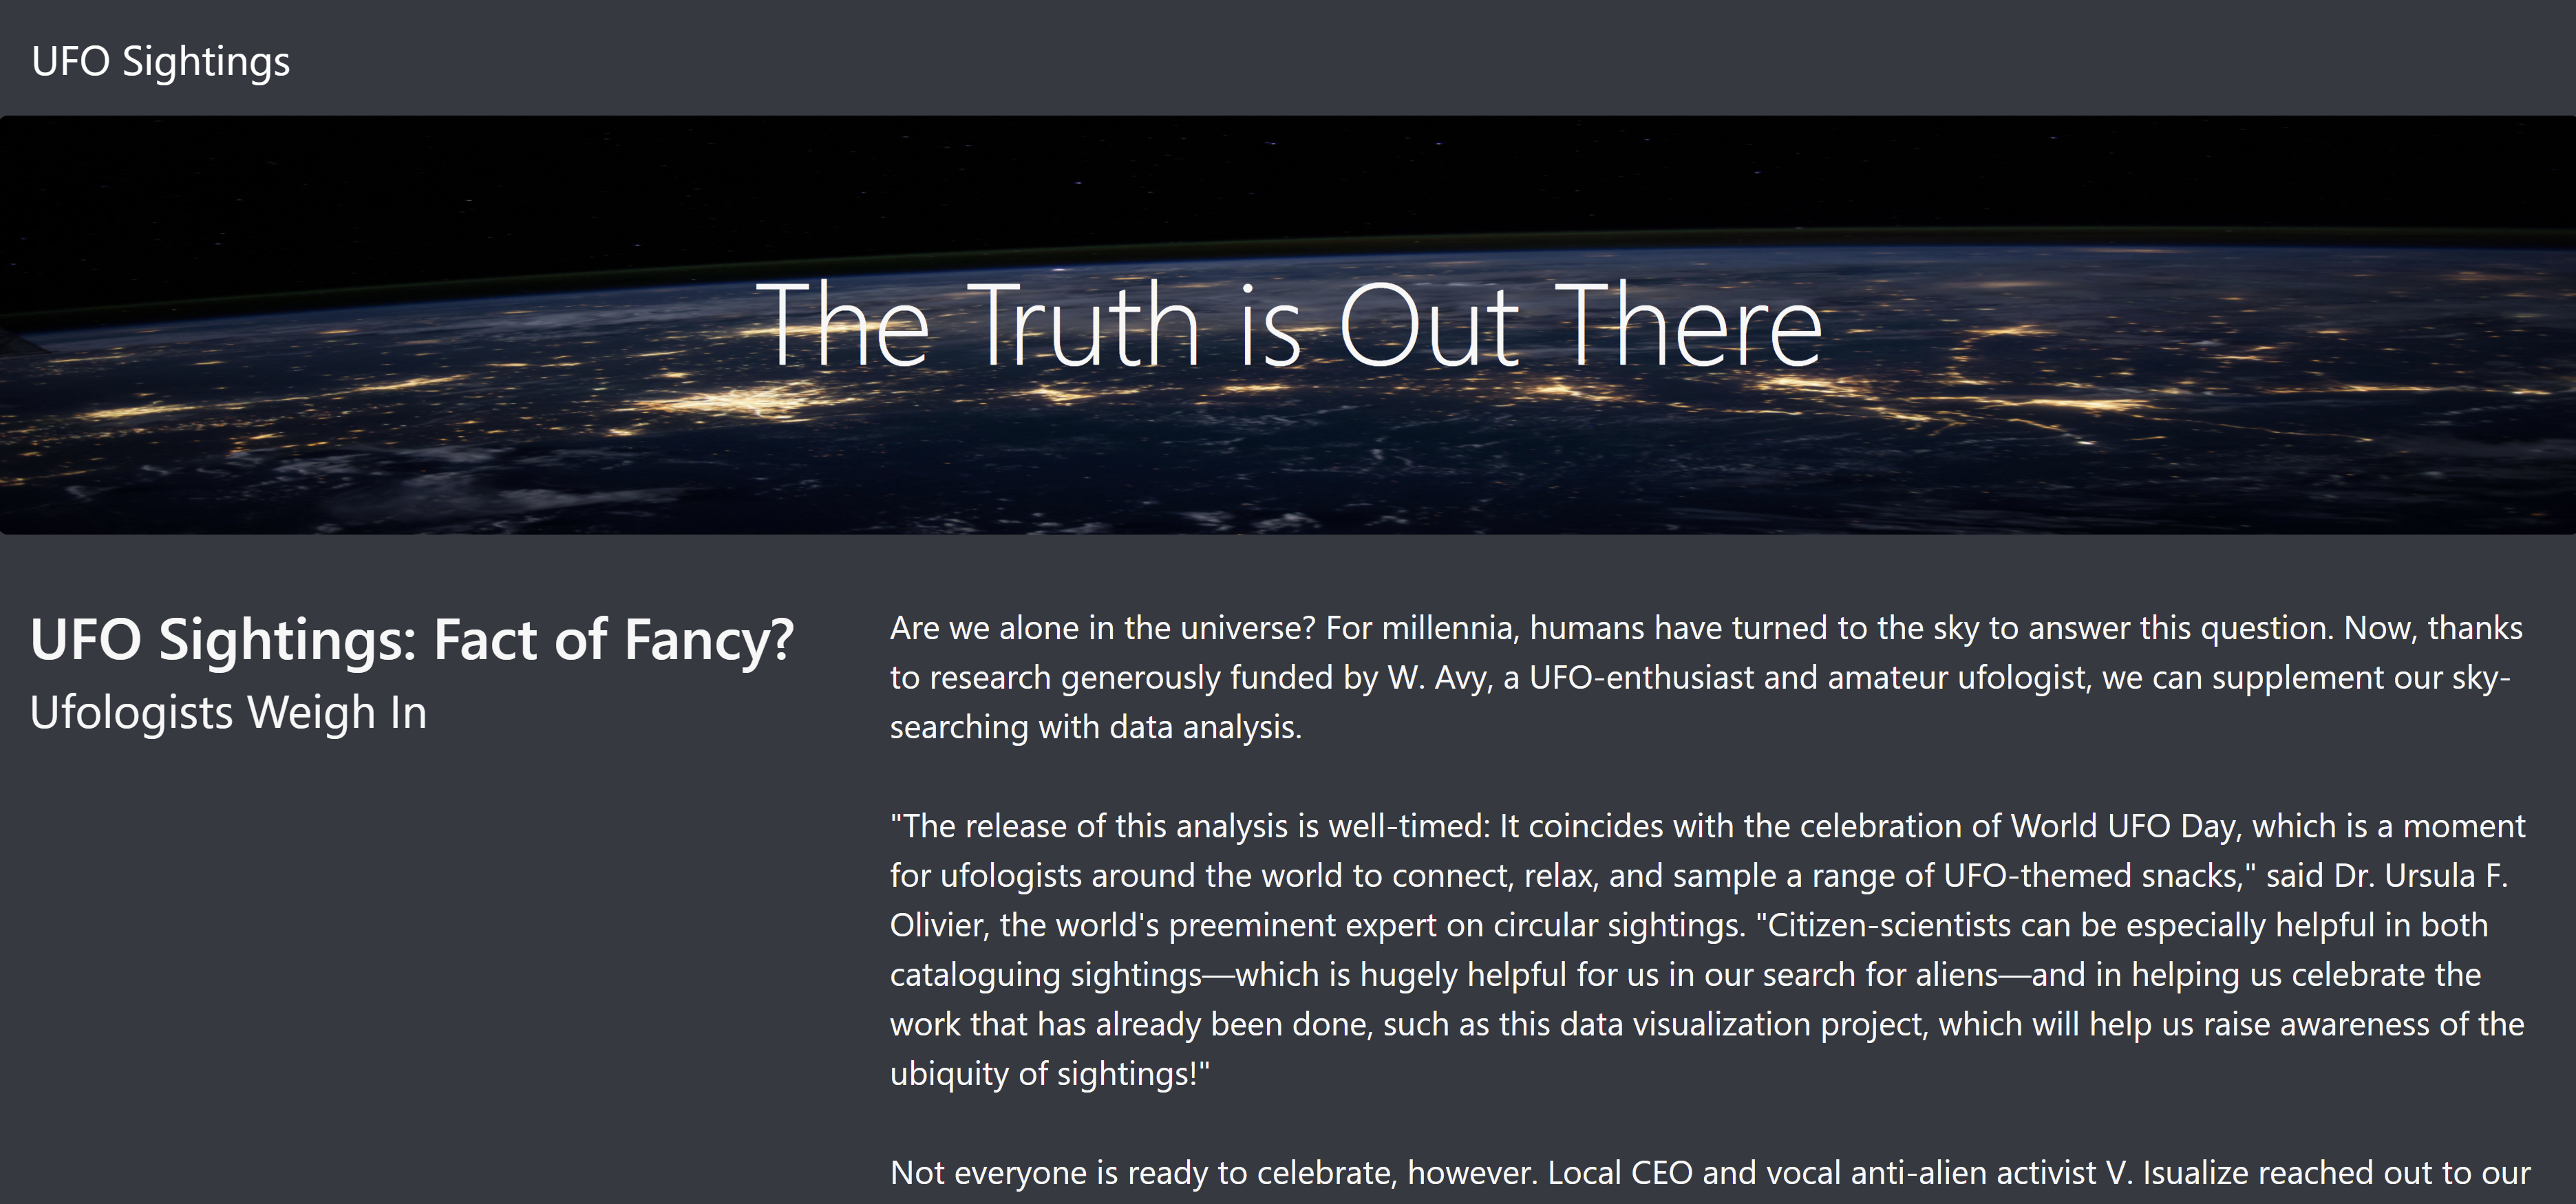 UFO Sightings
The Truth is Out There
UFO Sightings: Fact of Fancy?
Ufologists Weigh In
Are we alone in the universe? For millennia, humans have turned to the sky to answer this question. Now, thanks
to research generously funded by W. Avy, a UFO-enthusiast and amateur ufologist, we can supplement our sky-
searching with data analysis.
"The release of this analysis is well-timed: It coincides with the celebration of World UFO Day, which is a moment
for ufologists around the world to connect, relax, and sample a range of UFO-themed snacks," said Dr. Ursula F.
Olivier, the world's preeminent expert on circular sightings. "Citizen-scientists can be especially helpful in both
cataloguing sightings—which is hugely helpful for us in our search for aliens—and in helping us celebrate the
work that has already been done, such as this data visualization project, which will help us raise awareness of the
ubiquity of sightings!"
Not everyone is ready to celebrate, however. Local CEO and vocal anti-alien activist V. Isualize reached out to our